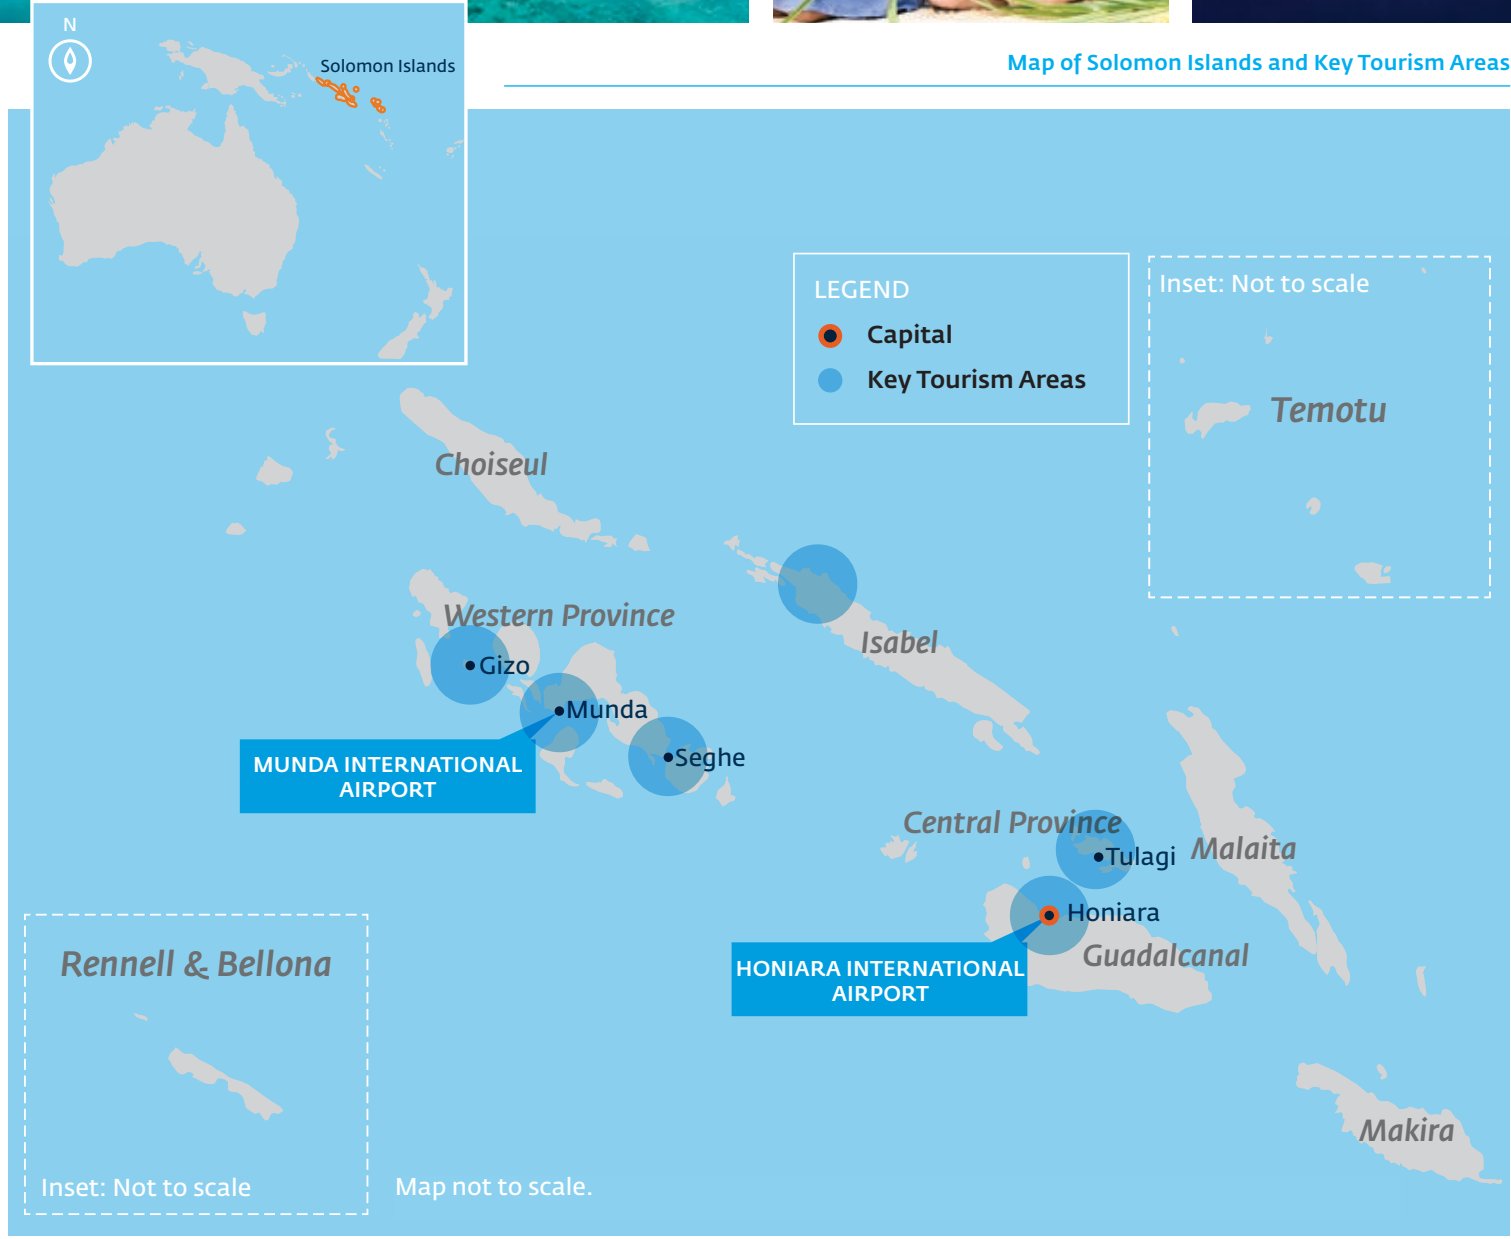 N
Solomon Islands
Map of Solomon Islands and Key Tourism Areas
LEGEND
Capital
Key Tourism Areas
Inset: Not to scale
Temotu
Choiseul
Western Province
Isabel
Gizo
Munda
MUNDA INTERNATIONAL
AIRPORT
Seghe
Central Province
Tulagi
Malaita
Honiara
Guadalcanal
HONIARA INTERNATIONAL
AIRPORT
Rennell & Bellona
Makira
Inset: Not to scale
Map not to scale.